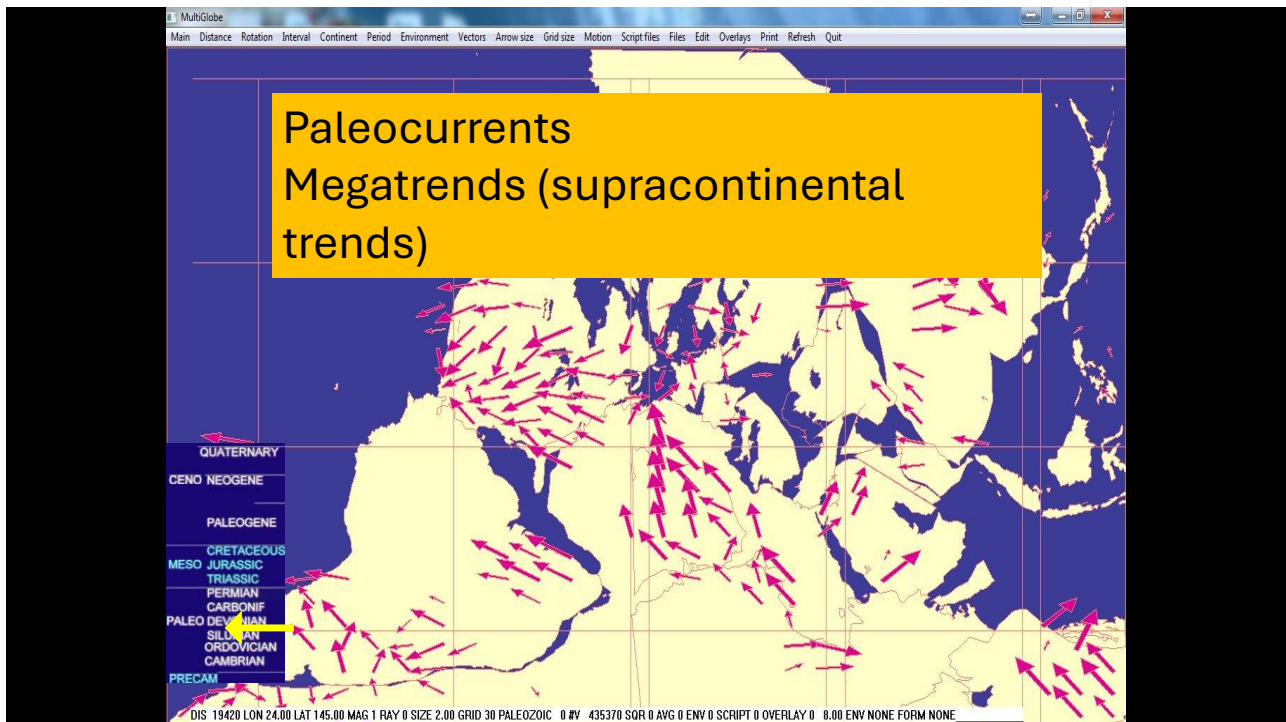 MultiGlobe
Main Distance Rotation Interval Continent Period Environment Vectors Arrow size Grid size Motion Script files Files Edit Overlays Print Refresh Quit
Paleocurrents
Megatrends (supracontinental
trends)
QUATERNARY
CENO NEOGENE
PALEOGENE
CRETACEOUS
MESO JURASSIC
TRIASSIC
PERMIAN
CARBONIF
PALEO DEVONIAN
SILURIAN
ORDOVICIAN
CAMBRIAN
PRECAM
DIS 19420 LON 24.00 LAT 145.00 MAG 1 RAY 0 SIZE 2.00 GRID 30 PALEOZOIC 0 #V 435370 SQR 0 AVG 0 ENV 0 SCRIPT 0 OVERLAY 0 8.00 ENV NONE FORM NONE